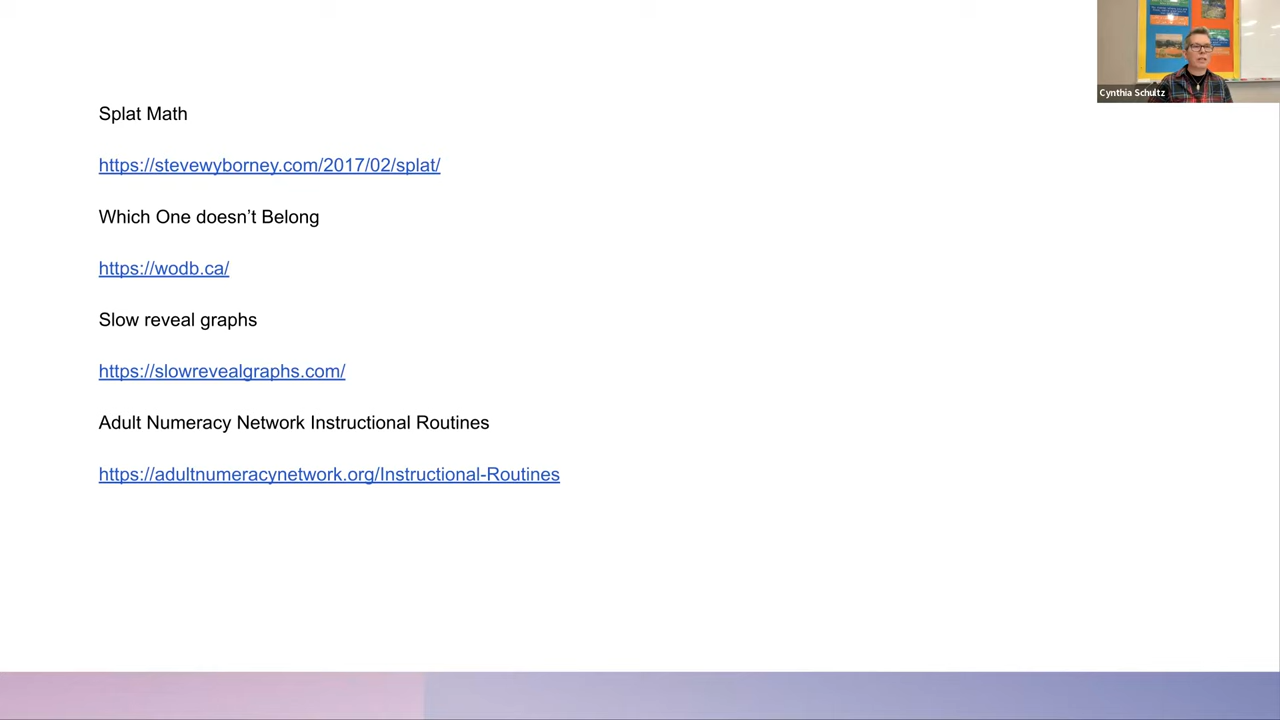 Splat Math
https://stevewyborney.com/2017/02/splat/
Which One doesn’t Belong
https://wodb.ca/
Slow reveal graphs
https://slowrevealgraphs.com/
Adult Numeracy Network Instructional Routines
https://adultnumeracynetwork.org/Instructional-Routines
Cynthia Schultz